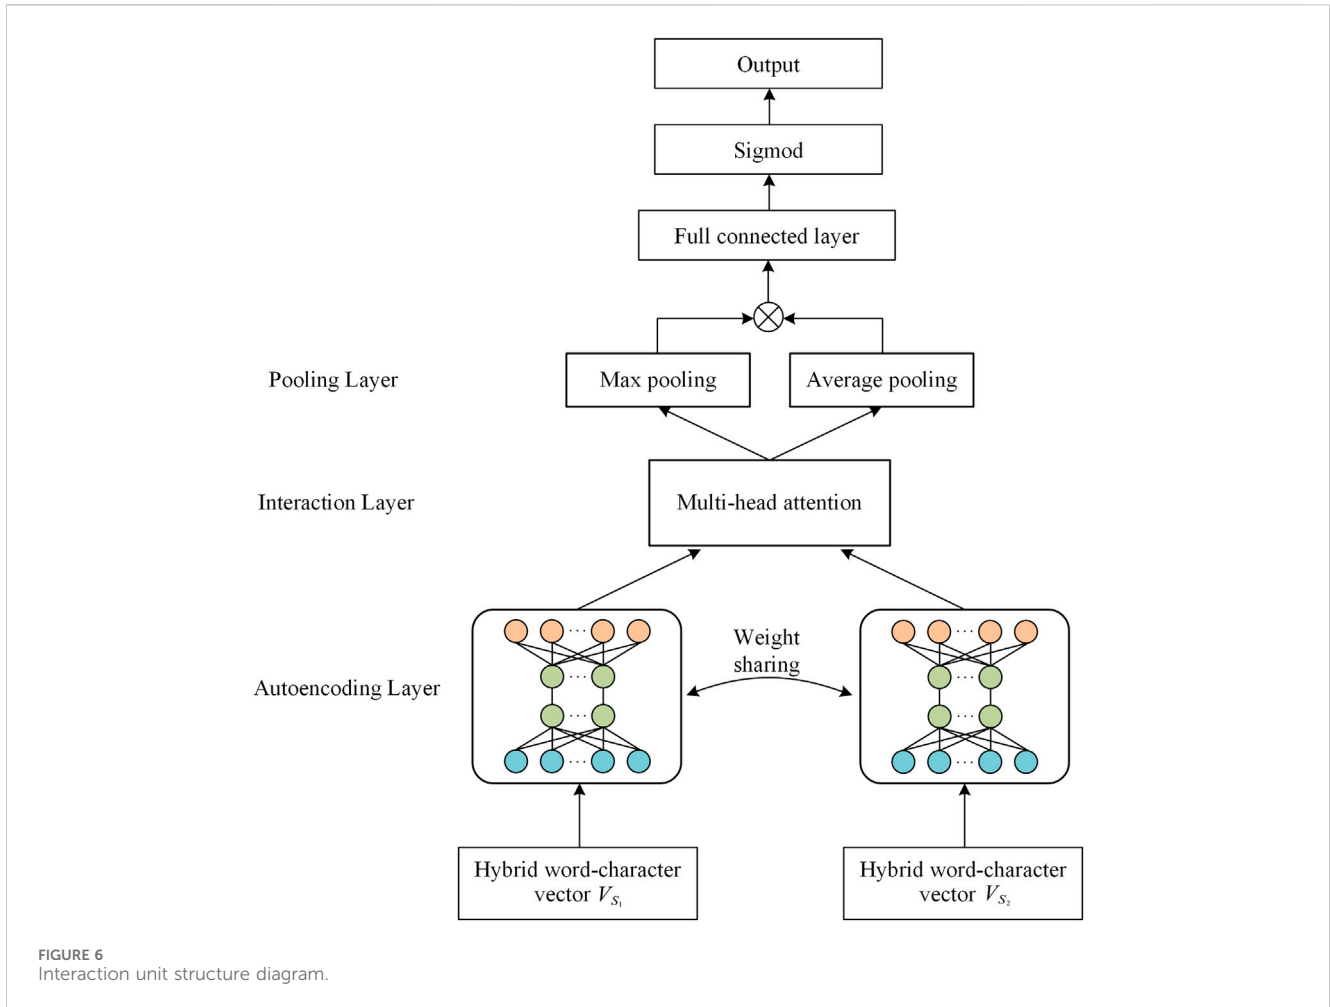 Output
Sigmod
Full connected layer
Pooling Layer
Max pooling
Average pooling
Interaction Layer
Multi-head attention
Weight
sharing
Autoencoding Layer
Hybrid word-character
vector V_{S_1}
Hybrid word-character
vector V_{S_2}
FIGURE 6
Interaction unit structure diagram.